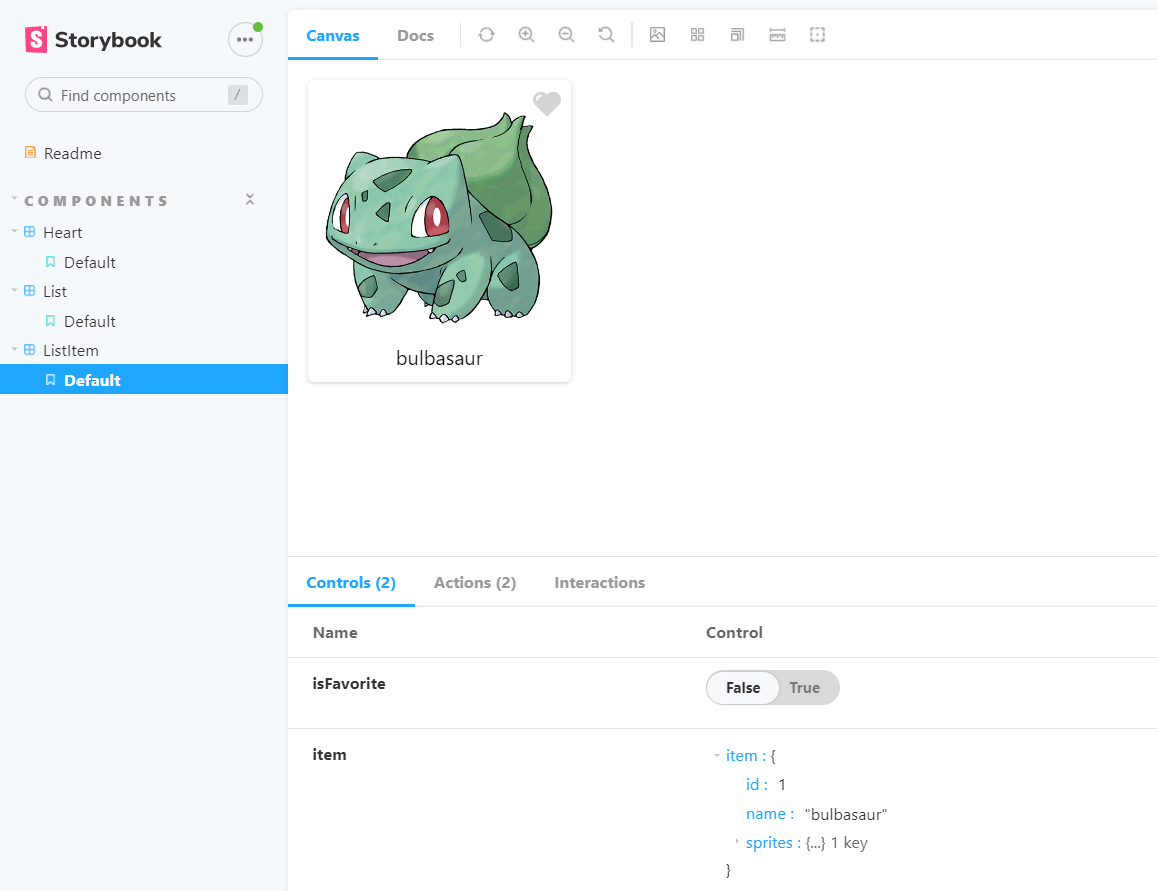 Storybook
Find components /
Readme
COMPONENTS
Heart
Default
List
Default
ListItem
Default
Canvas Docs
bulbasaur
Controls (2) Actions (2) Interactions
Name Control
isFavorite False True
item item : {
id : 1
name : "bulbasaur"
sprites : {...} 1 key
}